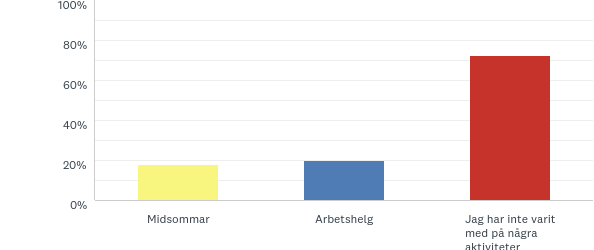 100%
80%
60%
40%
20%
0%
Midsommar
Arbetshelg
Jag har inte varit
med på några
aktiviteter